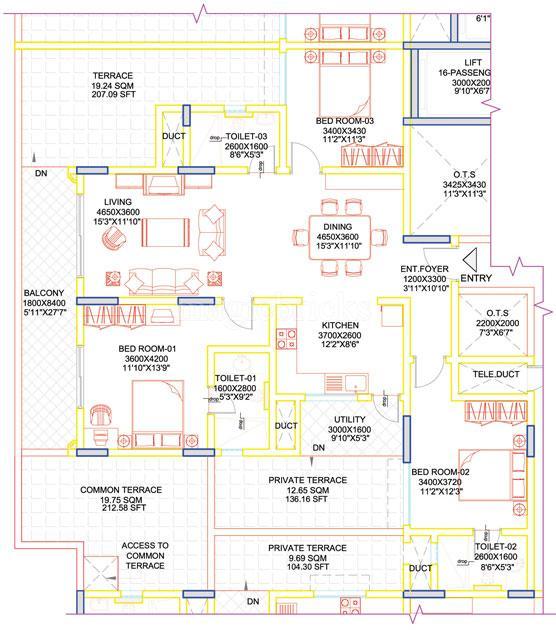 6'1"
TERRACE
19.24 SQM
207.09 SFT
LIFT
16-PASSENG
3000X200
9'10"X6'7
BED ROOM-03
3400X3430
11'2"X11'3"
DUCT
TOILET-03
2600X1600
8'6"X5'3"
drop
drop
DN
O.T.S
3425X3430
11'3"X11'3"
LIVING
4650X3600
15'3"X11'10"
DINING
4650X3600
15'3"X11'10"
ENT.FOYER
1200X3300
3'11"X10'10"
ENTRY
BALCONY
1800X8400
5'11"X27'7"
O.T.S
2200X2000
7'3"X6'7"
KITCHEN
3700X2600
12'2"X8'6"
BED ROOM-01
3600X4200
11'10"X13'9"
TOILET-01
1600X2800
5'3"X9'2"
drop
drop
drop
TELE.DUCT
DUCT
UTILITY
3000X1600
9'10"X5'3"
DN
BED ROOM-02
3400X3720
11'2"X12'3"
PRIVATE TERRACE
12.65 SQM
136.16 SFT
COMMON TERRACE
19.75 SQM
212.58 SFT
ACCESS TO
COMMON
TERRACE
PRIVATE TERRACE
9.69 SQM
104.30 SFT
TOILET-02
2600X1600
8'6"X5'3"
drop
drop
DUCT
DN